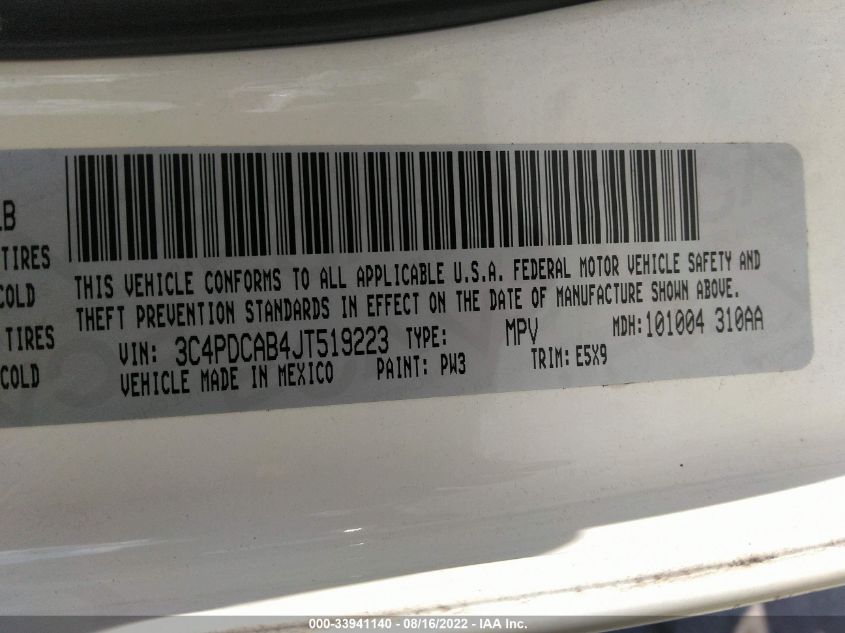 LB
TIRES
COLD
TIRES
COLD
THIS VEHICLE CONFORMS TO ALL APPLICABLE U.S.A. FEDERAL MOTOR VEHICLE SAFETY AND
THEFT PREVENTION STANDARDS IN EFFECT ON THE DATE OF MANUFACTURE SHOWN ABOVE.
VIN: 3C4PDCAB4JT519223 TYPE: MPV MDH:101004 310AA
VEHICLE MADE IN MEXICO PAINT: PW3 TRIM: E5X9
000-33941140 - 08/16/2022 - IAA Inc.